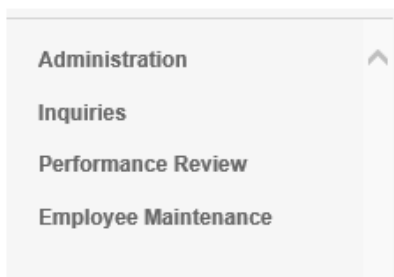 Administration
Inquiries
Performance Review
Employee Maintenance